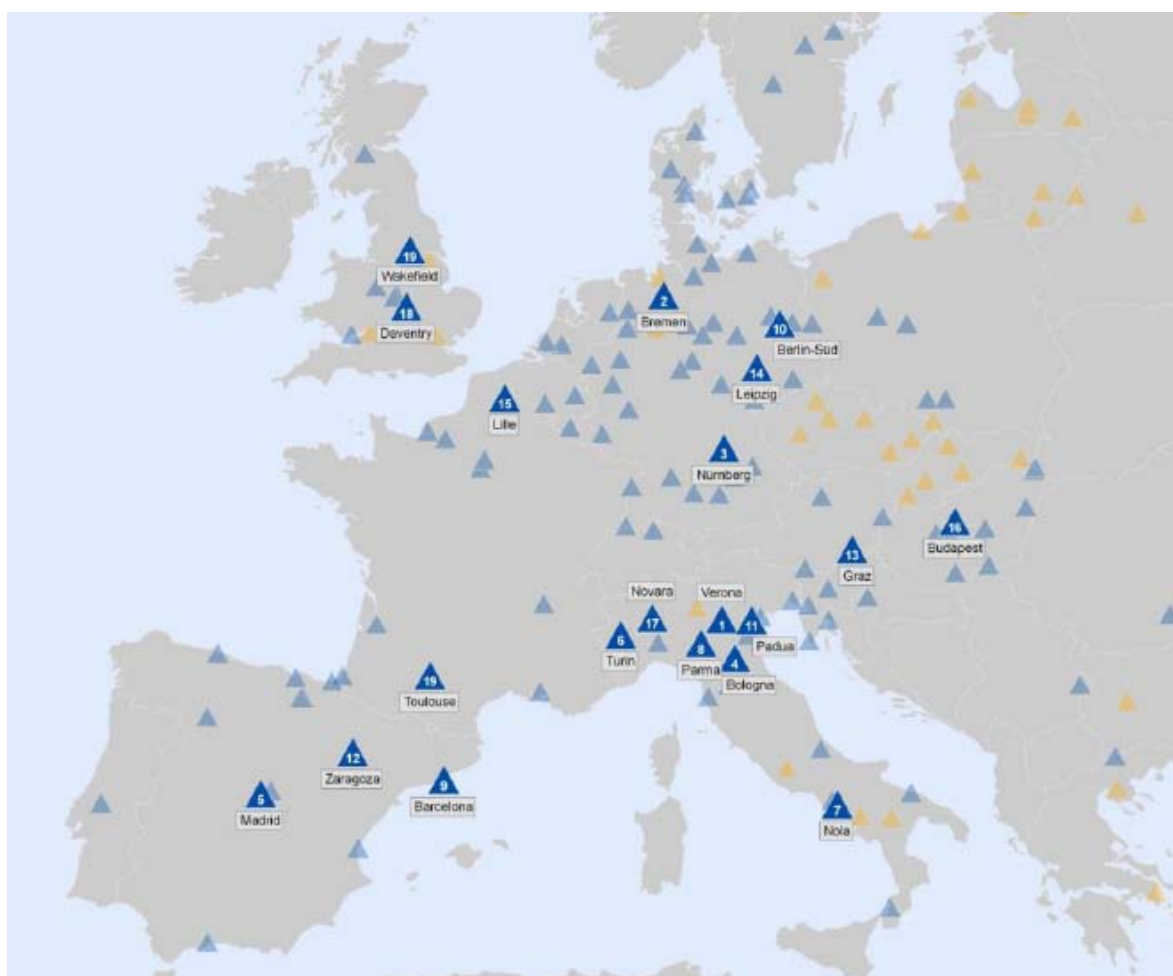 19
Wakefield
18
Deventry
2
Bremen
10
Berlin-Süd
14
Leipzig
15
Lille
3
Nürnberg
16
Budapest
13
Graz
Novara
17
Verona
1
11
Padua
6
Turin
8
Parma
4
Bologna
19
Toulouse
12
Zaragoza
9
Barcelona
5
Madrid
7
Nola